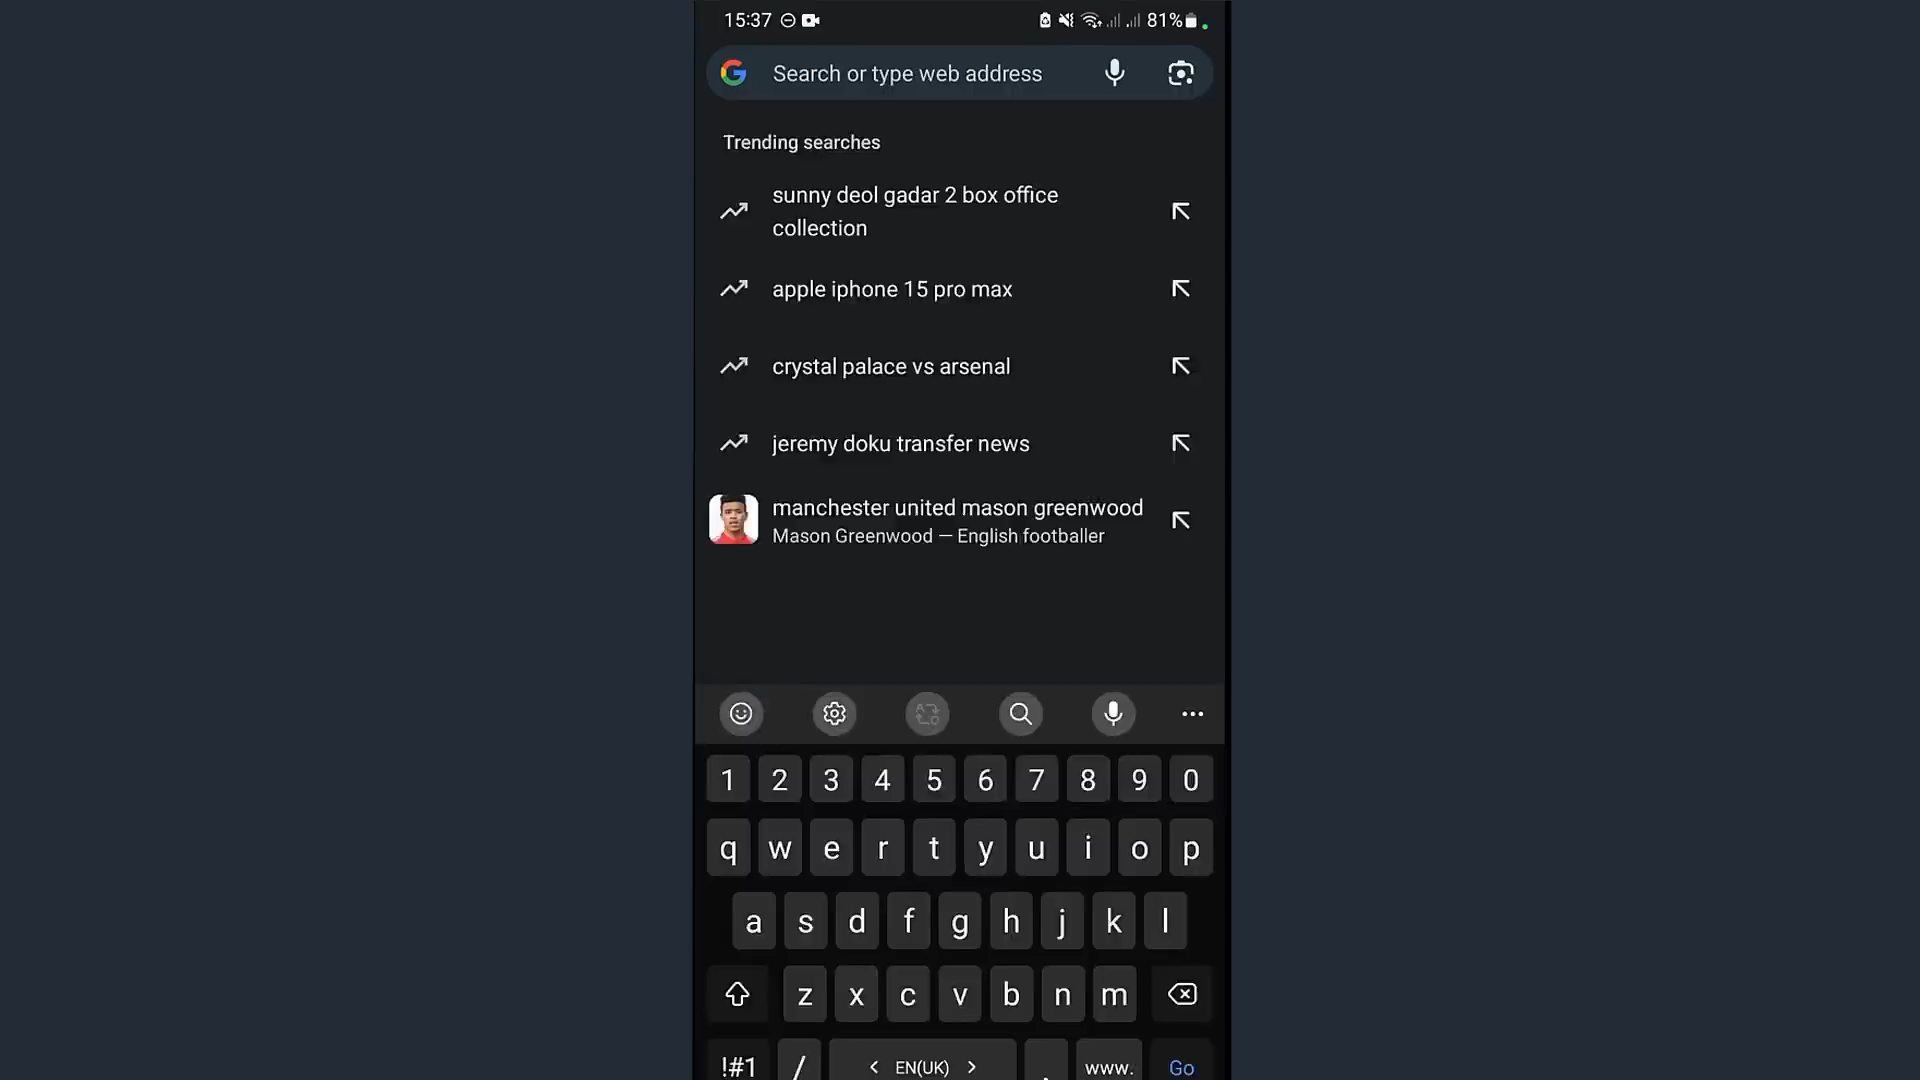 15:37 81%
Search or type web address
Trending searches
sunny deol gadar 2 box office
collection
apple iphone 15 pro max
crystal palace vs arsenal
jeremy doku transfer news
manchester united mason greenwood
Mason Greenwood — English footballer
1 2 3 4 5 6 7 8 9 0
q w e r t y u i o p
a s d f g h j k l
z x c v b n m
!#1 / < EN(UK) > . www. Go